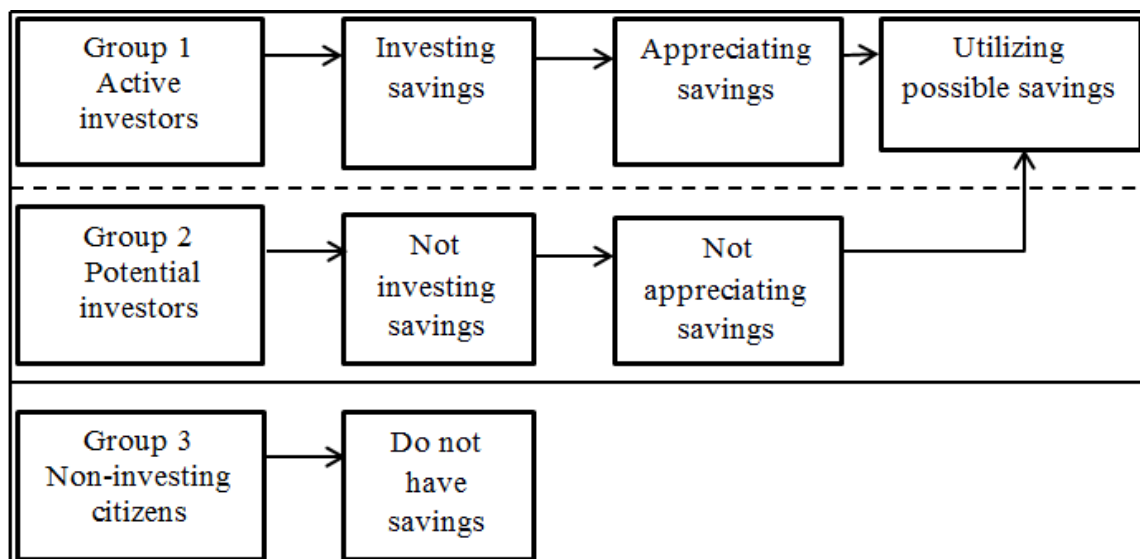 Group 1
Active
investors
Investing
savings
Appreciating
savings
Utilizing
possible savings
Group 2
Potential
investors
Not
investing
savings
Not
appreciating
savings
Group 3
Non-investing
citizens
Do not
have
savings